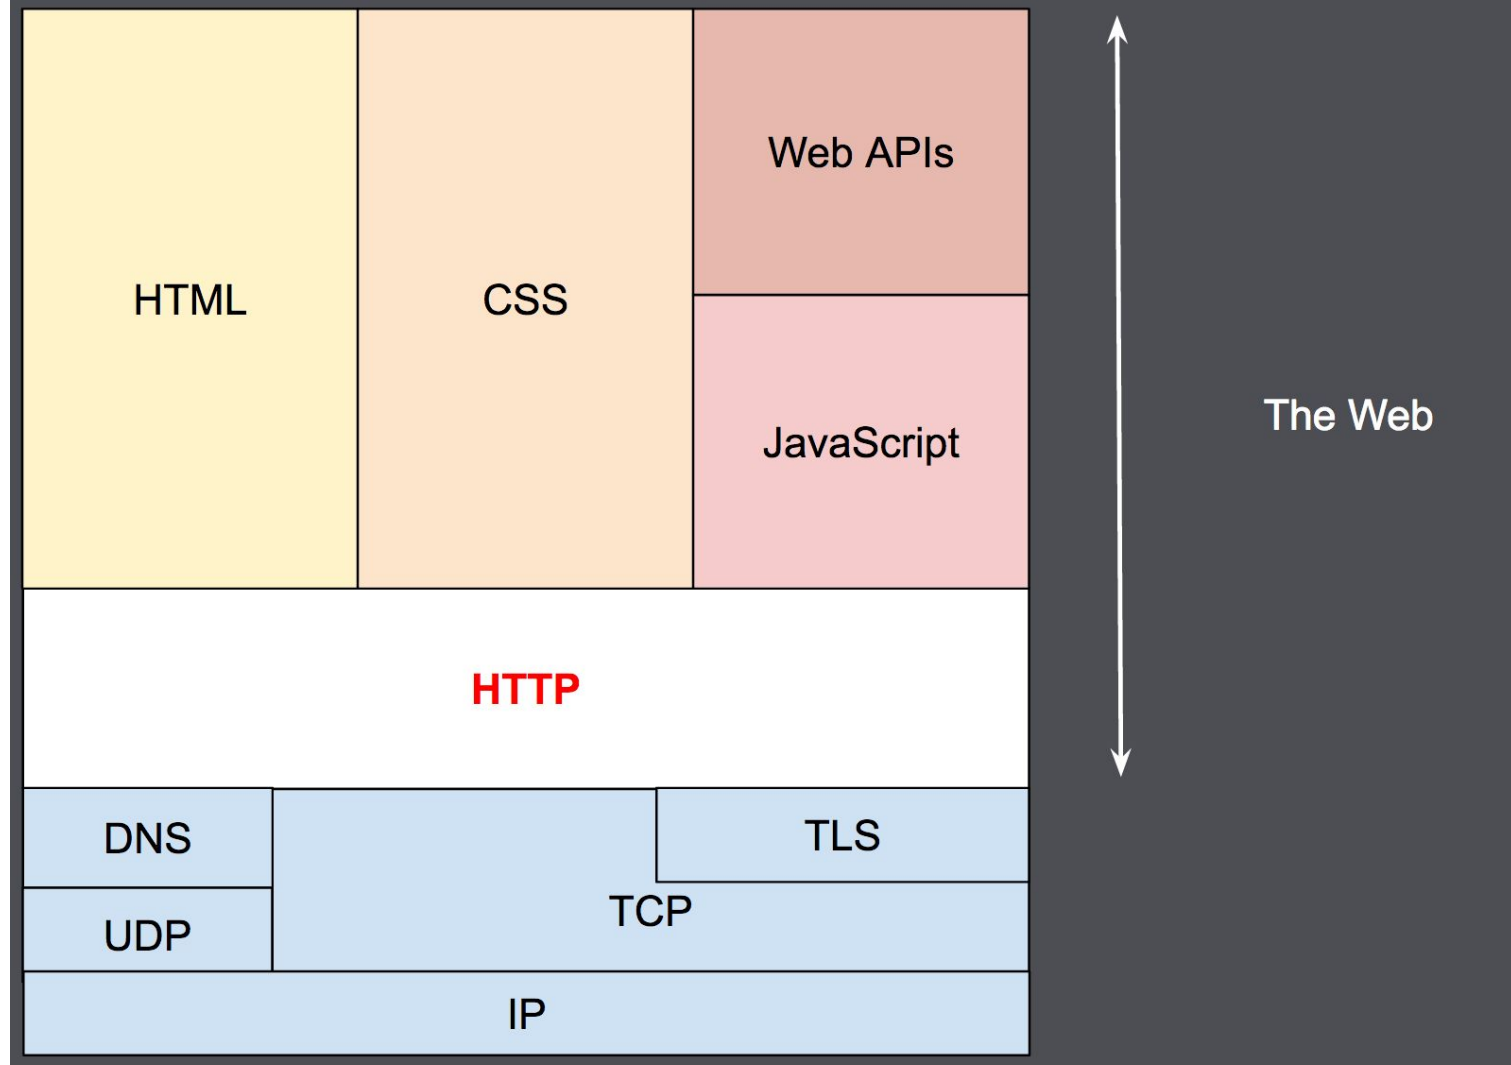 Web APIs
HTML
CSS
JavaScript
The Web
HTTP
DNS
TLS
TCP
UDP
IP